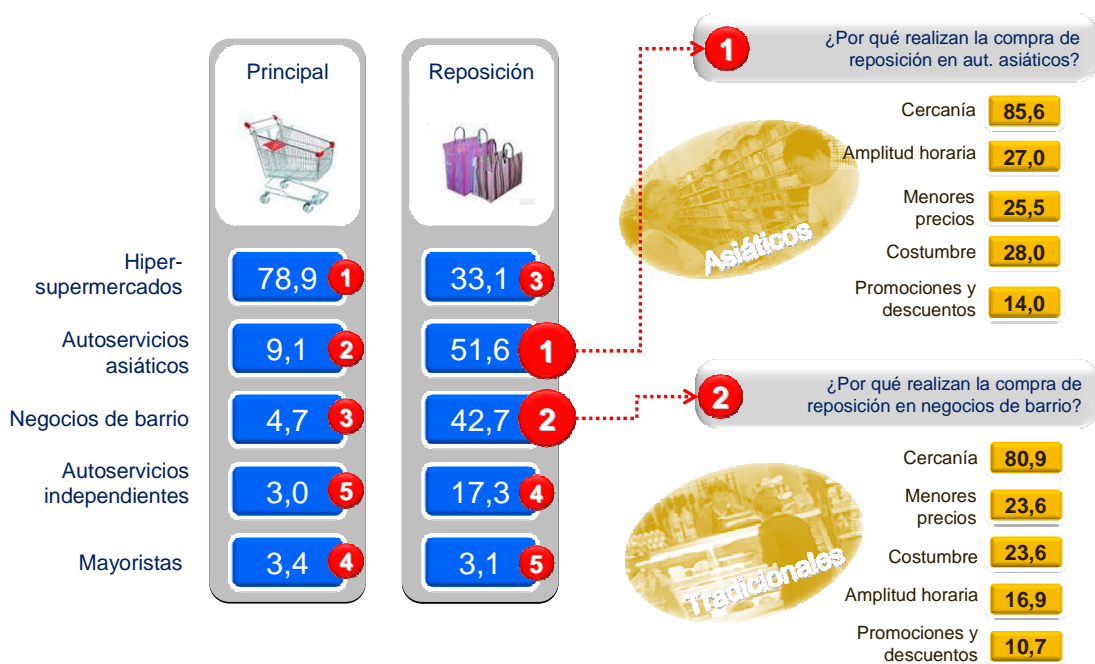 Principal
Reposición
Hiper-
supermercados
78,9
1
33,1
3
Autoservicios
asiáticos
9,1
2
51,6
1
Negocios de barrio
4,7
3
42,7
2
Autoservicios
independientes
3,0
5
17,3
4
Mayoristas
3,4
4
3,1
5
1
¿Por qué realizan la compra de
reposición en aut. asiáticos?
Asiáticos
Cercanía
85,6
Amplitud horaria
27,0
Menores
precios
25,5
Costumbre
28,0
Promociones y
descuentos
14,0
2
¿Por qué realizan la compra de
reposición en negocios de barrio?
Tradicionales
Cercanía
80,9
Menores
precios
23,6
Costumbre
23,6
Amplitud horaria
16,9
Promociones y
descuentos
10,7